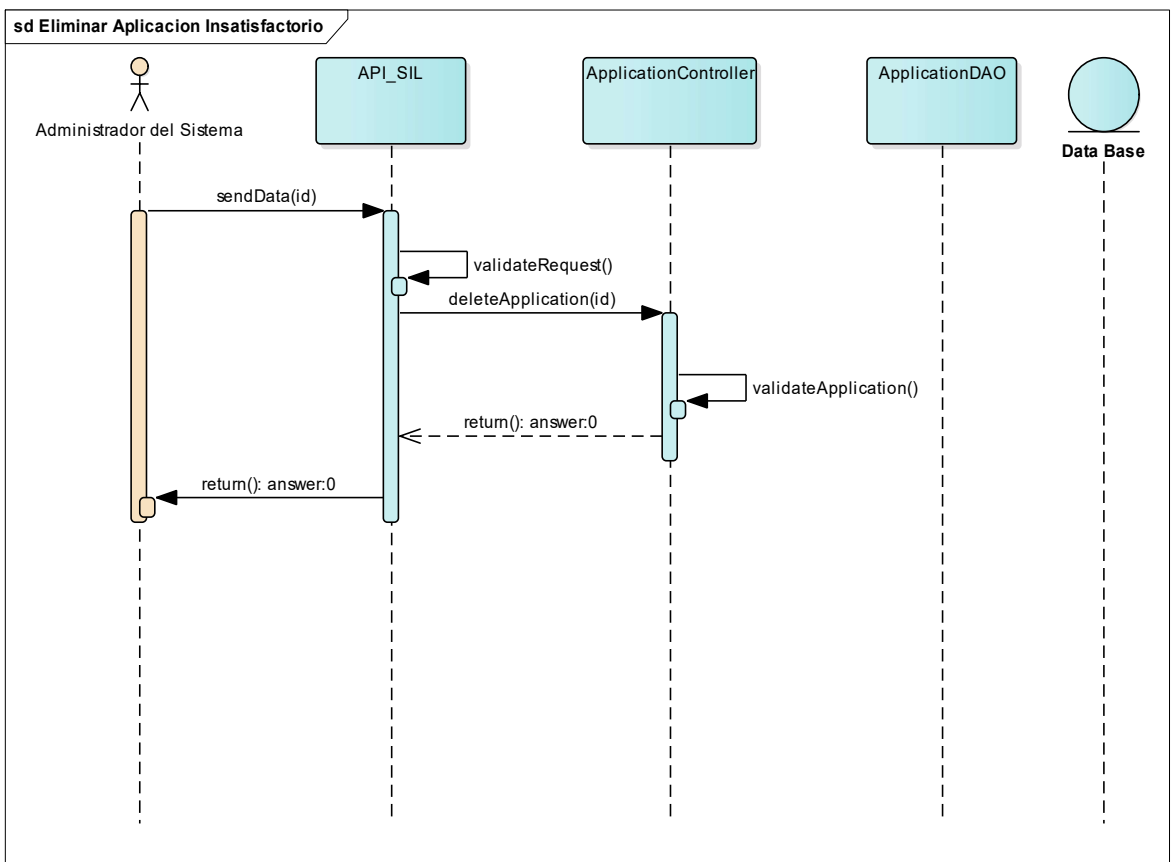 sd Eliminar Aplicacion Insatisfactorio
API_SIL
ApplicationController
ApplicationDAO
Administrador del Sistema
Data Base
sendData(id)
validateRequest()
deleteApplication(id)
validateApplication()
return(): answer:0
return(): answer:0